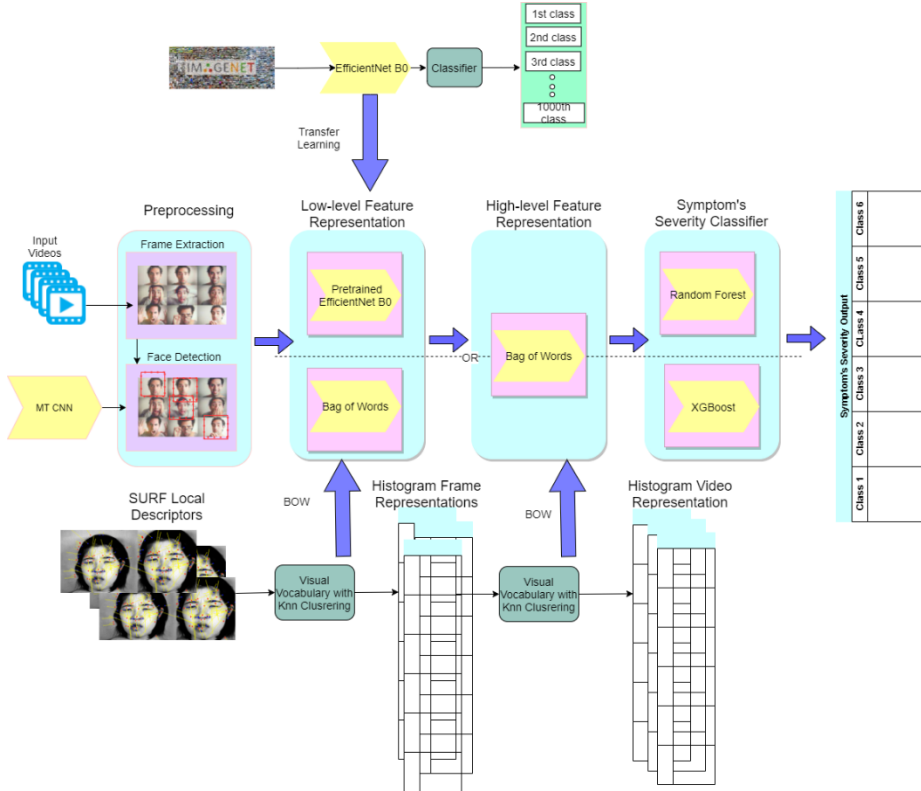 IMAGENET
EfficientNet B0
Classifier
1st class
2nd class
3rd class
1000th
class
Transfer
Learning
Preprocessing
Low-level Feature
Representation
High-level Feature
Representation
Symptom's
Severity Classifier
Input
Videos
Frame Extraction
Face Detection
MT CNN
Pretrained
EfficientNet B0
Bag of Words
OR
Bag of Words
Random Forest
XGBoost
Symptom's Severity Output
Class 6
Class 5
CLass 4
Class 3
Class 2
Class 1
SURF Local
Descriptors
BOW
Histogram Frame
Representations
BOW
Histogram Video
Representation
Visual
Vocabulary with
Knn Clusrering
Visual
Vocabulary with
Knn Clusrering